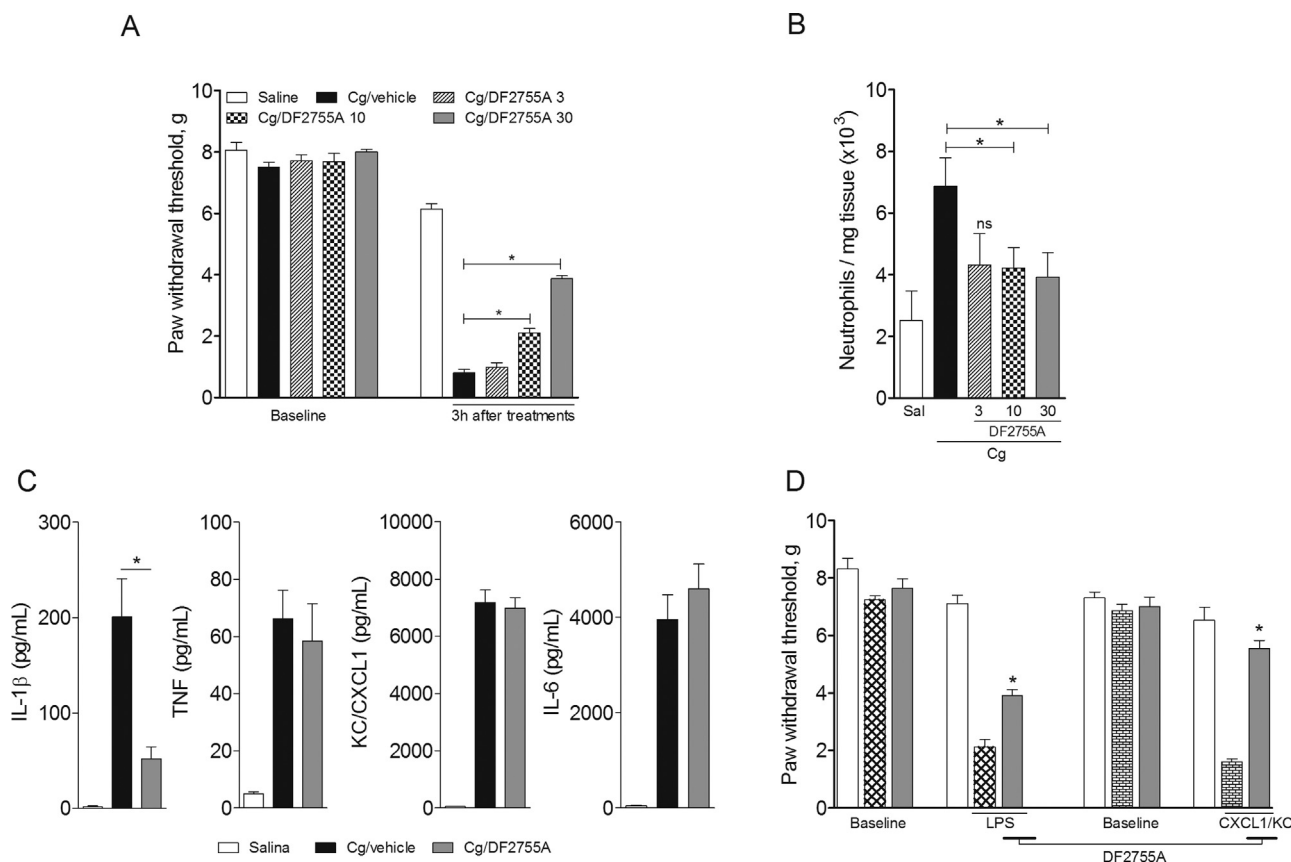 A
Paw withdrawal threshold, g
10
8
6
4
2
0
Saline Cg/vehicle Cg/DF2755A 3
Cg/DF2755A 10 Cg/DF2755A 30
*
*
Baseline 3h after treatments
B
Neutrophils / mg tissue (x10³)
10
8
6
4
2
0
*
*
ns
Sal 3 10 30
DF2755A
Cg
C
IL-1β (pg/mL)
300
200
100
0
*
TNF (pg/mL)
100
80
60
40
20
0
KC/CXCL1 (pg/mL)
10000
8000
6000
4000
2000
0
IL-6 (pg/mL)
6000
4000
2000
0
Salina Cg/vehicle Cg/DF2755A
D
Paw withdrawal threshold, g
10
8
6
4
2
0
*
*
Baseline LPS Baseline CXCL1/KC
DF2755A